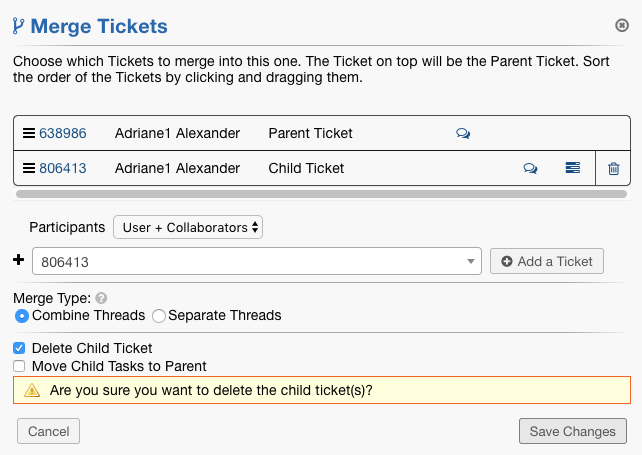 Merge Tickets
Choose which Tickets to merge into this one. The Ticket on top will be the Parent Ticket. Sort
the order of the Tickets by clicking and dragging them.
638986 Adriane1 Alexander Parent Ticket
806413 Adriane1 Alexander Child Ticket
Participants User + Collaborators
806413 Add a Ticket
Merge Type:
Combine Threads Separate Threads
Delete Child Ticket
Move Child Tasks to Parent
Are you sure you want to delete the child ticket(s)?
Cancel Save Changes